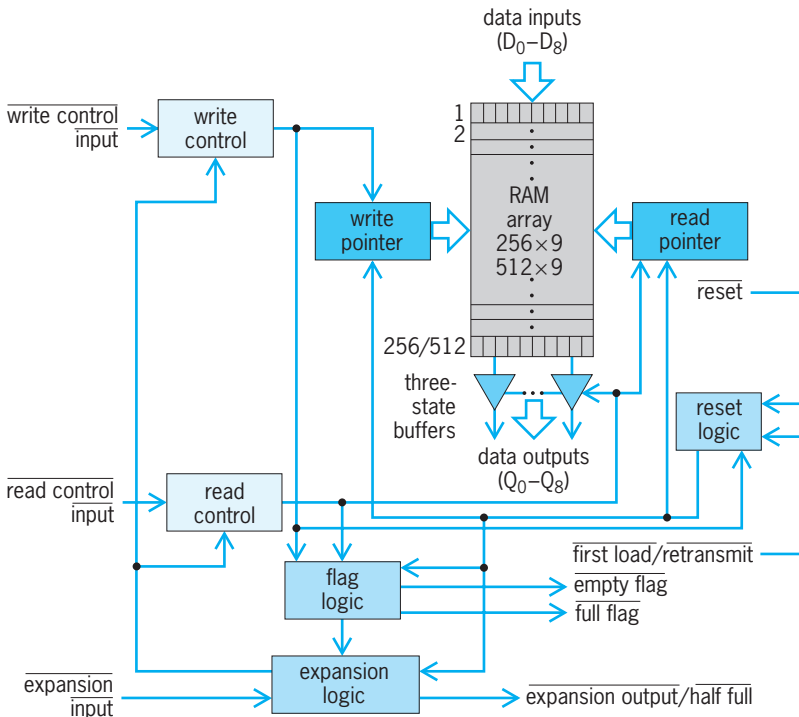 data inputs
(D₀–D₈)
write control
input
write
control
1
2
RAM
array
256×9
512×9
write
pointer
read
pointer
reset
256/512
three-
state
buffers
reset
logic
data outputs
(Q₀–Q₈)
read control
input
read
control
first load/retransmit
flag
logic
empty flag
full flag
expansion
input
expansion
logic
expansion output/half full